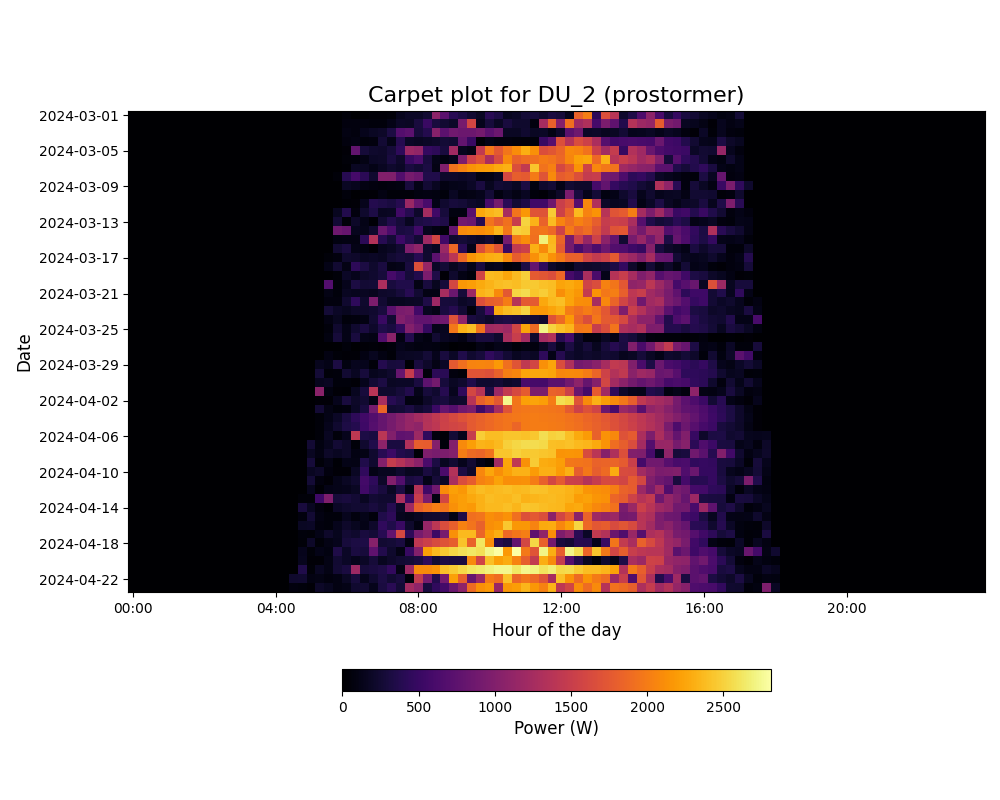 Carpet plot for DU_2 (prostormer)
Date
2024-03-01
2024-03-05
2024-03-09
2024-03-13
2024-03-17
2024-03-21
2024-03-25
2024-03-29
2024-04-02
2024-04-06
2024-04-10
2024-04-14
2024-04-18
2024-04-22
00:00 04:00 08:00 12:00 16:00 20:00
Hour of the day
0 500 1000 1500 2000 2500
Power (W)